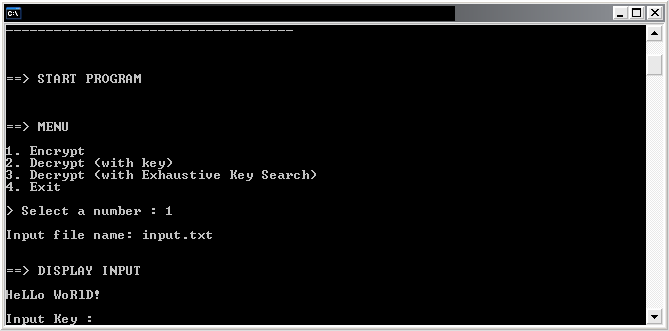 C:\
------------------------------------
==> START PROGRAM
==> MENU
1. Encrypt
2. Decrypt (with key)
3. Decrypt (with Exhaustive Key Search)
4. Exit
> Select a number : 1
Input file name: input.txt
==> DISPLAY INPUT
HeLLo WoRlD!
Input Key :